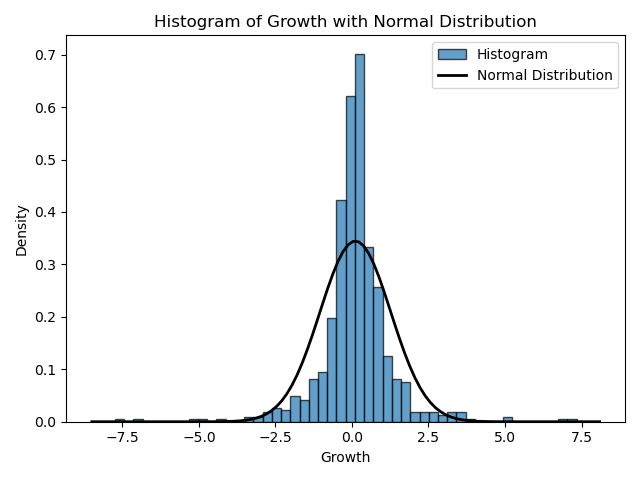 Histogram of Growth with Normal Distribution
Histogram
Normal Distribution
0.7
0.6
0.5
0.4
0.3
0.2
0.1
0.0
Density
−7.5 −5.0 −2.5 0.0 2.5 5.0 7.5
Growth